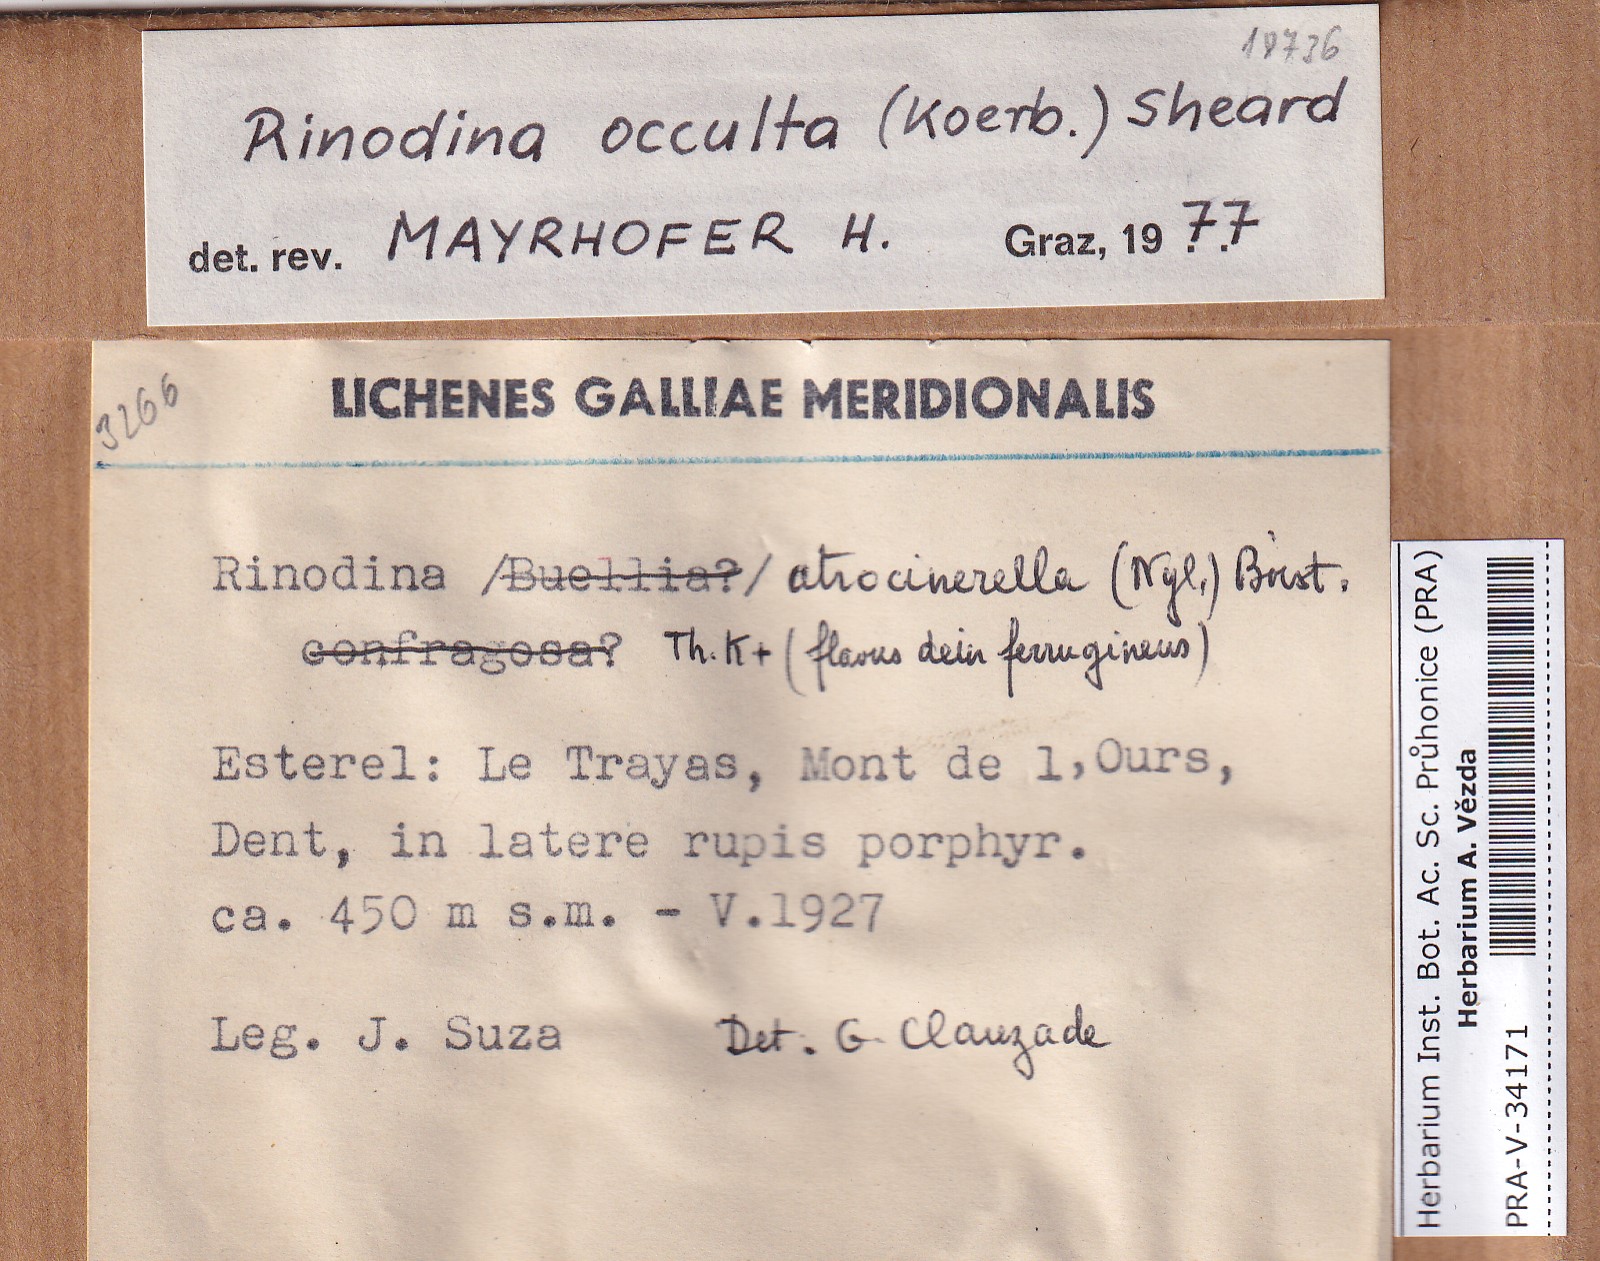 18736
Rinodina occulta (Koerb.) Sheard
det. rev. MAYRHOFER H. Graz, 19 77
3266
LICHENES GALLIAE MERIDIONALIS
Rinodina /Buellia?/ atrocinerella (Nyl.) Boist.
confragosa? Th. K+ (flavus dein ferrugineus)
Esterel: Le Trayas, Mont de l,Ours,
Dent, in latere rupis porphyr.
ca. 450 m s.m. - V.1927
Leg. J. Suza Det. G. Clauzade
Herbarium Inst. Bot. Ac. Sc. Průhonice (PRA)
Herbarium A. Vězda
PRA-V-34171